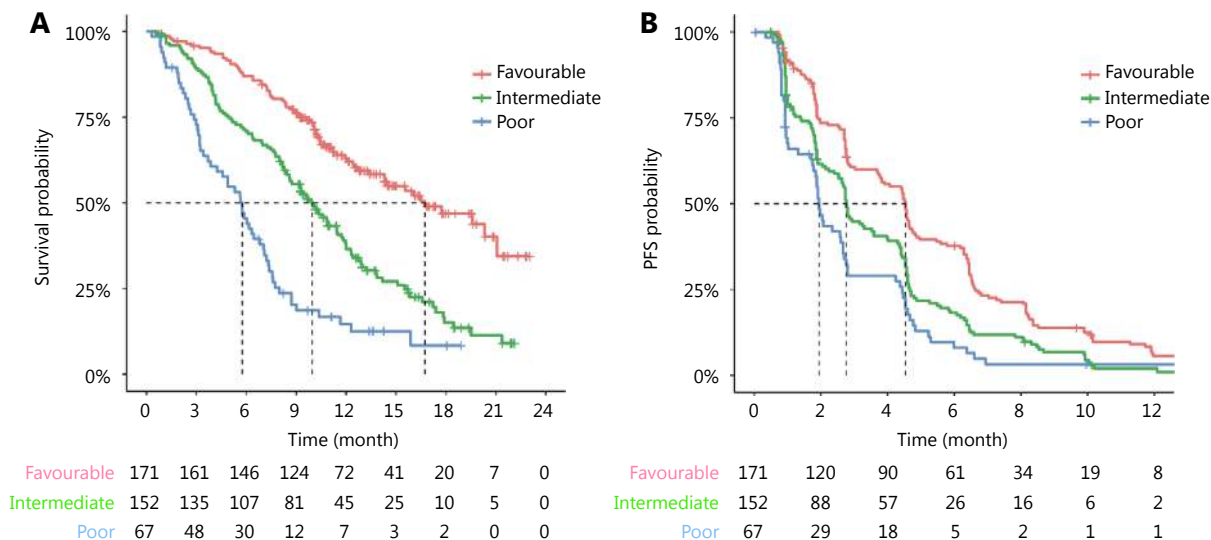 A
100%
75%
50%
25%
0%
Survival probability
Favourable
Intermediate
Poor
0 3 6 9 12 15 18 21 24
Time (month)
Favourable 171 161 146 124 72 41 20 7 0
Intermediate 152 135 107 81 45 25 10 5 0
Poor 67 48 30 12 7 3 2 0 0
B
100%
75%
50%
25%
0%
PFS probability
Favourable
Intermediate
Poor
0 2 4 6 8 10 12
Time (month)
Favourable 171 120 90 61 34 19 8
Intermediate 152 88 57 26 16 6 2
Poor 67 29 18 5 2 1 1